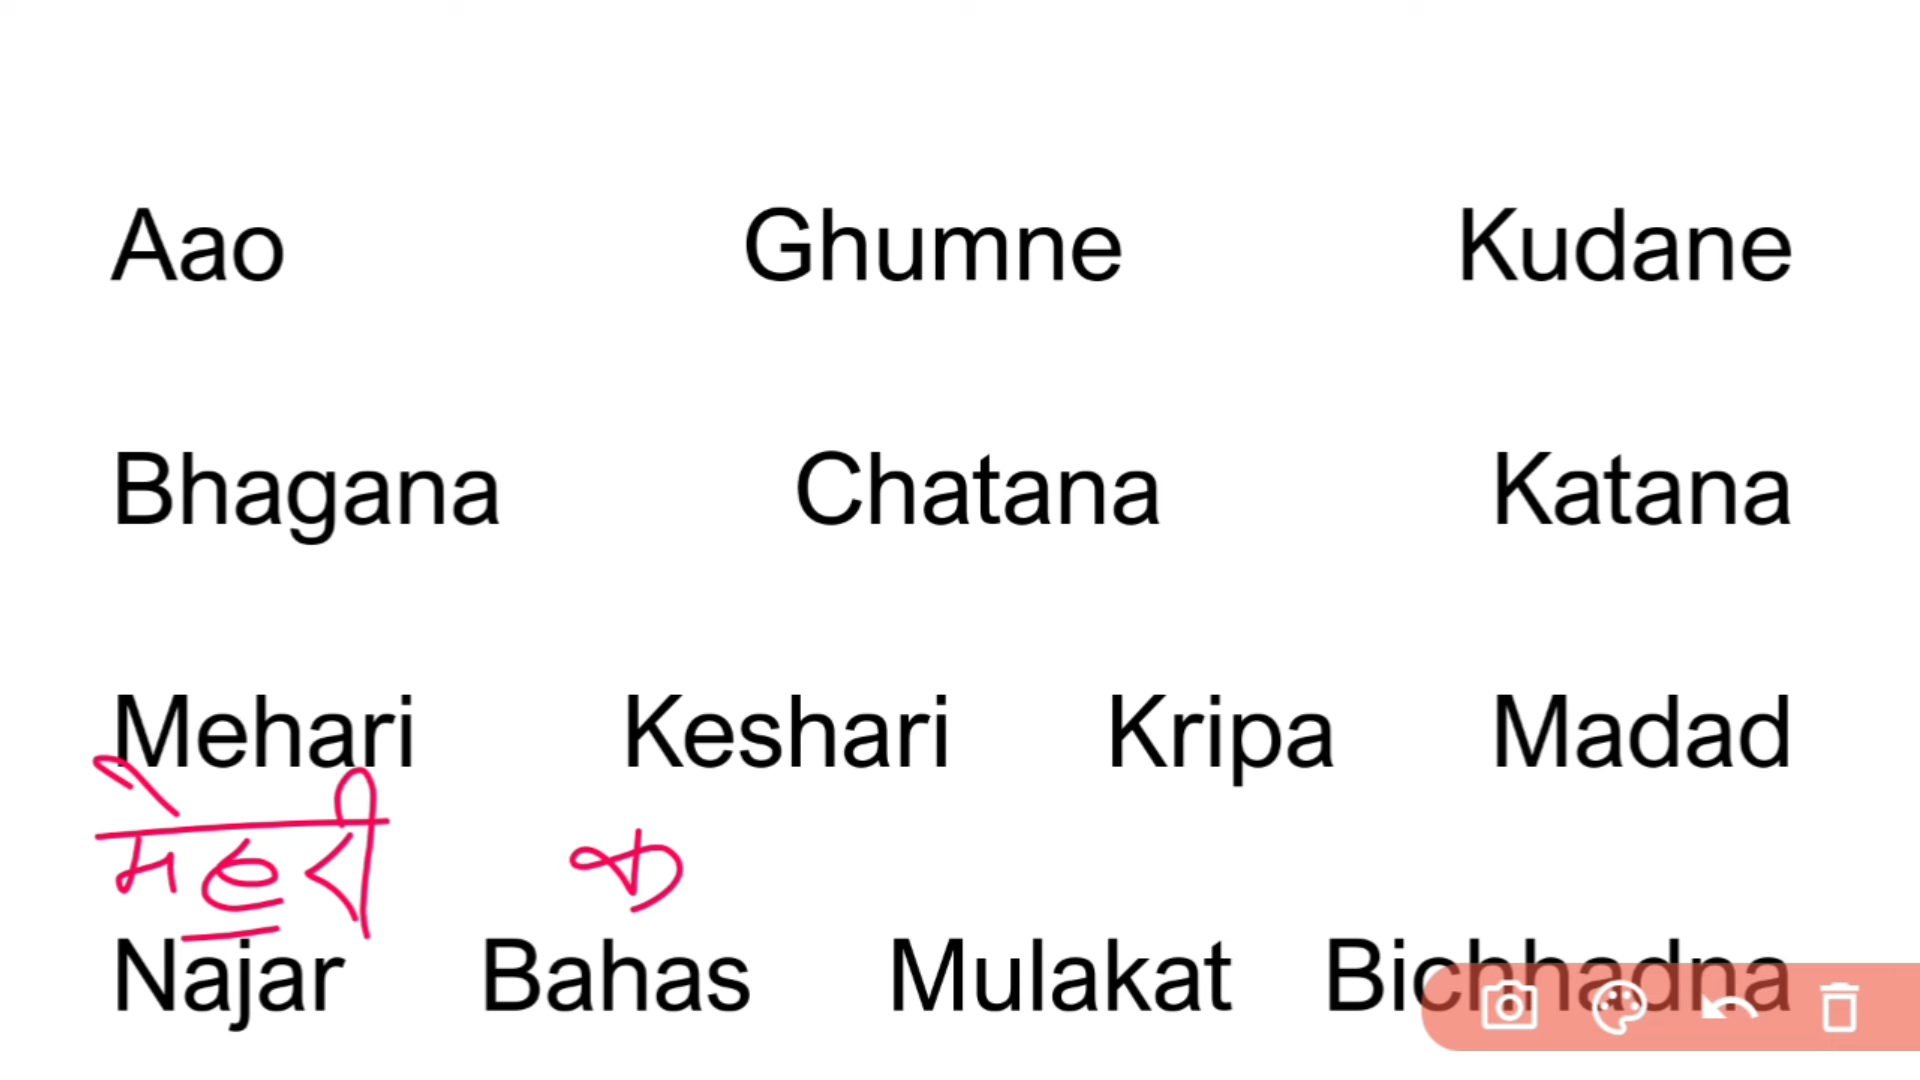 Aao Ghumne Kudane
Bhagana Chatana Katana
Mehari Keshari Kripa Madad
मेहरी क
Najar Bahas Mulakat Bichhadna